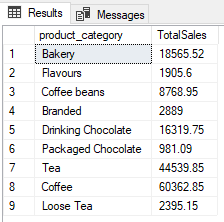 Results Messages
product_category TotalSales
1 Bakery 18565.52
2 Flavours 1905.6
3 Coffee beans 8768.95
4 Branded 2889
5 Drinking Chocolate 16319.75
6 Packaged Chocolate 981.09
7 Tea 44539.85
8 Coffee 60362.85
9 Loose Tea 2395.15